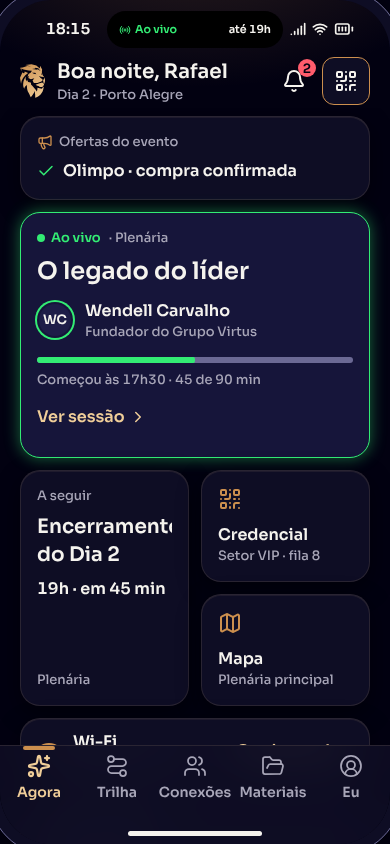 18:15
Ao vivo
até 19h
Boa noite, Rafael
Dia 2 · Porto Alegre
2
Ofertas do evento
Olimpo · compra confirmada
Ao vivo · Plenária
O legado do líder
WC
Wendell Carvalho
Fundador do Grupo Virtus
Começou às 17h30 · 45 de 90 min
Ver sessão
A seguir
Encerrament
do Dia 2
19h · em 45 min
Plenária
Credencial
Setor VIP · fila 8
Mapa
Plenária principal
Wi-Fi
Agora
Trilha
Conexões
Materiais
Eu